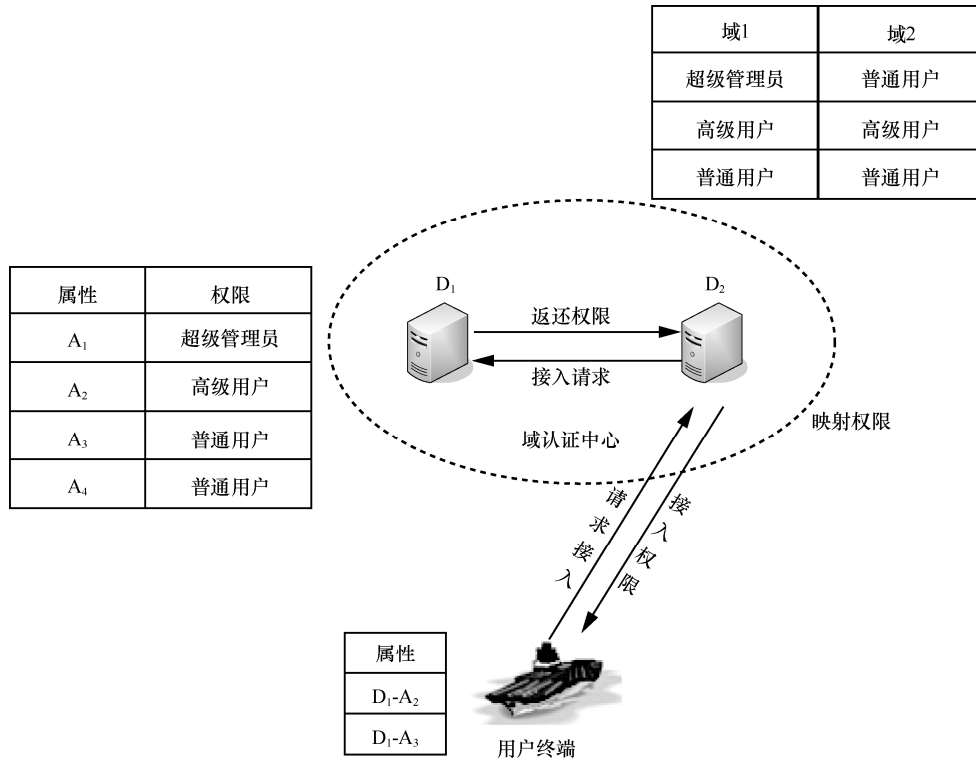 域1 域2
超级管理员 普通用户
高级用户 高级用户
普通用户 普通用户
D₁ D₂
属性 权限
A₁ 超级管理员
A₂ 高级用户
A₃ 普通用户
A₄ 普通用户
返还权限
接入请求
域认证中心
映射权限
请求接入
接入权限
属性
D₁-A₂
D₁-A₃
用户终端